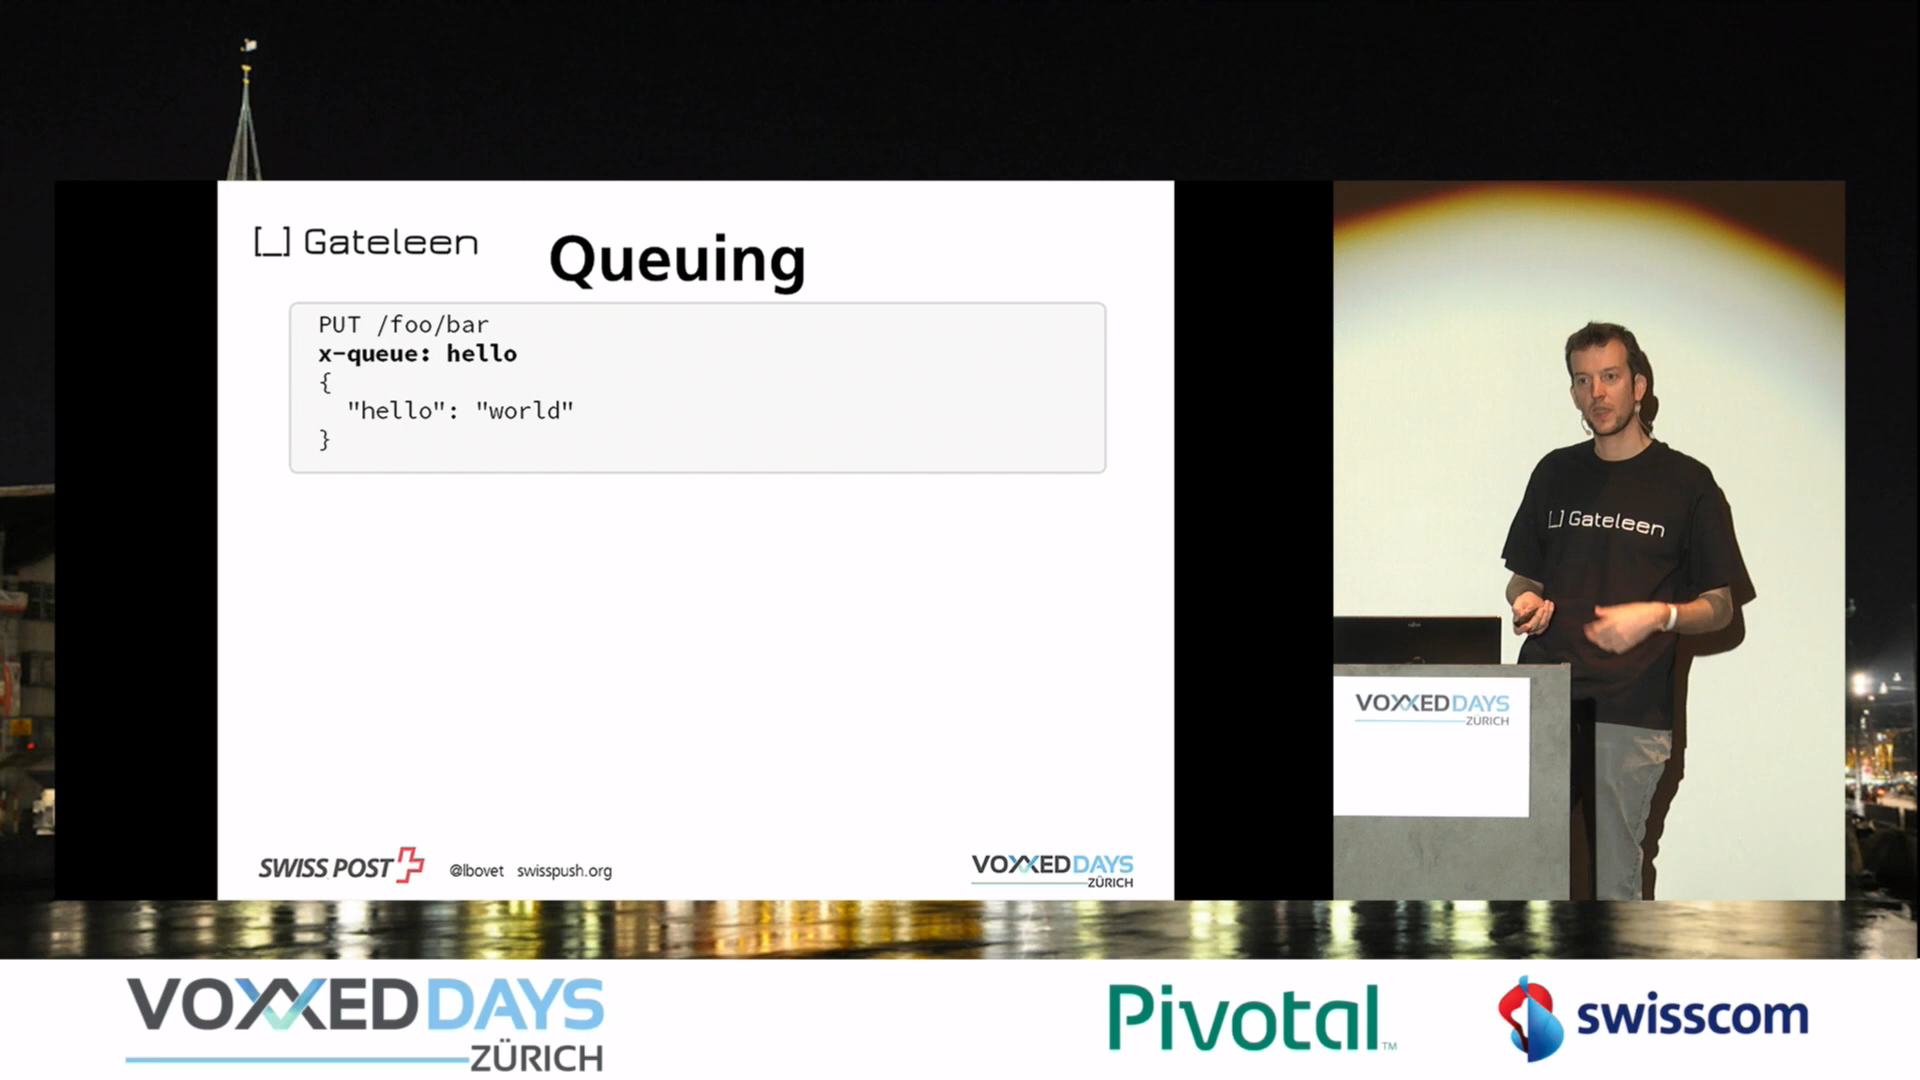 [_] Gateleen
Queuing
PUT /foo/bar
x-queue: hello
{
"hello": "world"
}
SWISS POST
@lbovet swisspush.org
VOXXED DAYS
ZÜRICH
[_] Gateleen
VOXXED DAYS
ZÜRICH
VOXXED DAYS
ZÜRICH
Pivotal™
swisscom